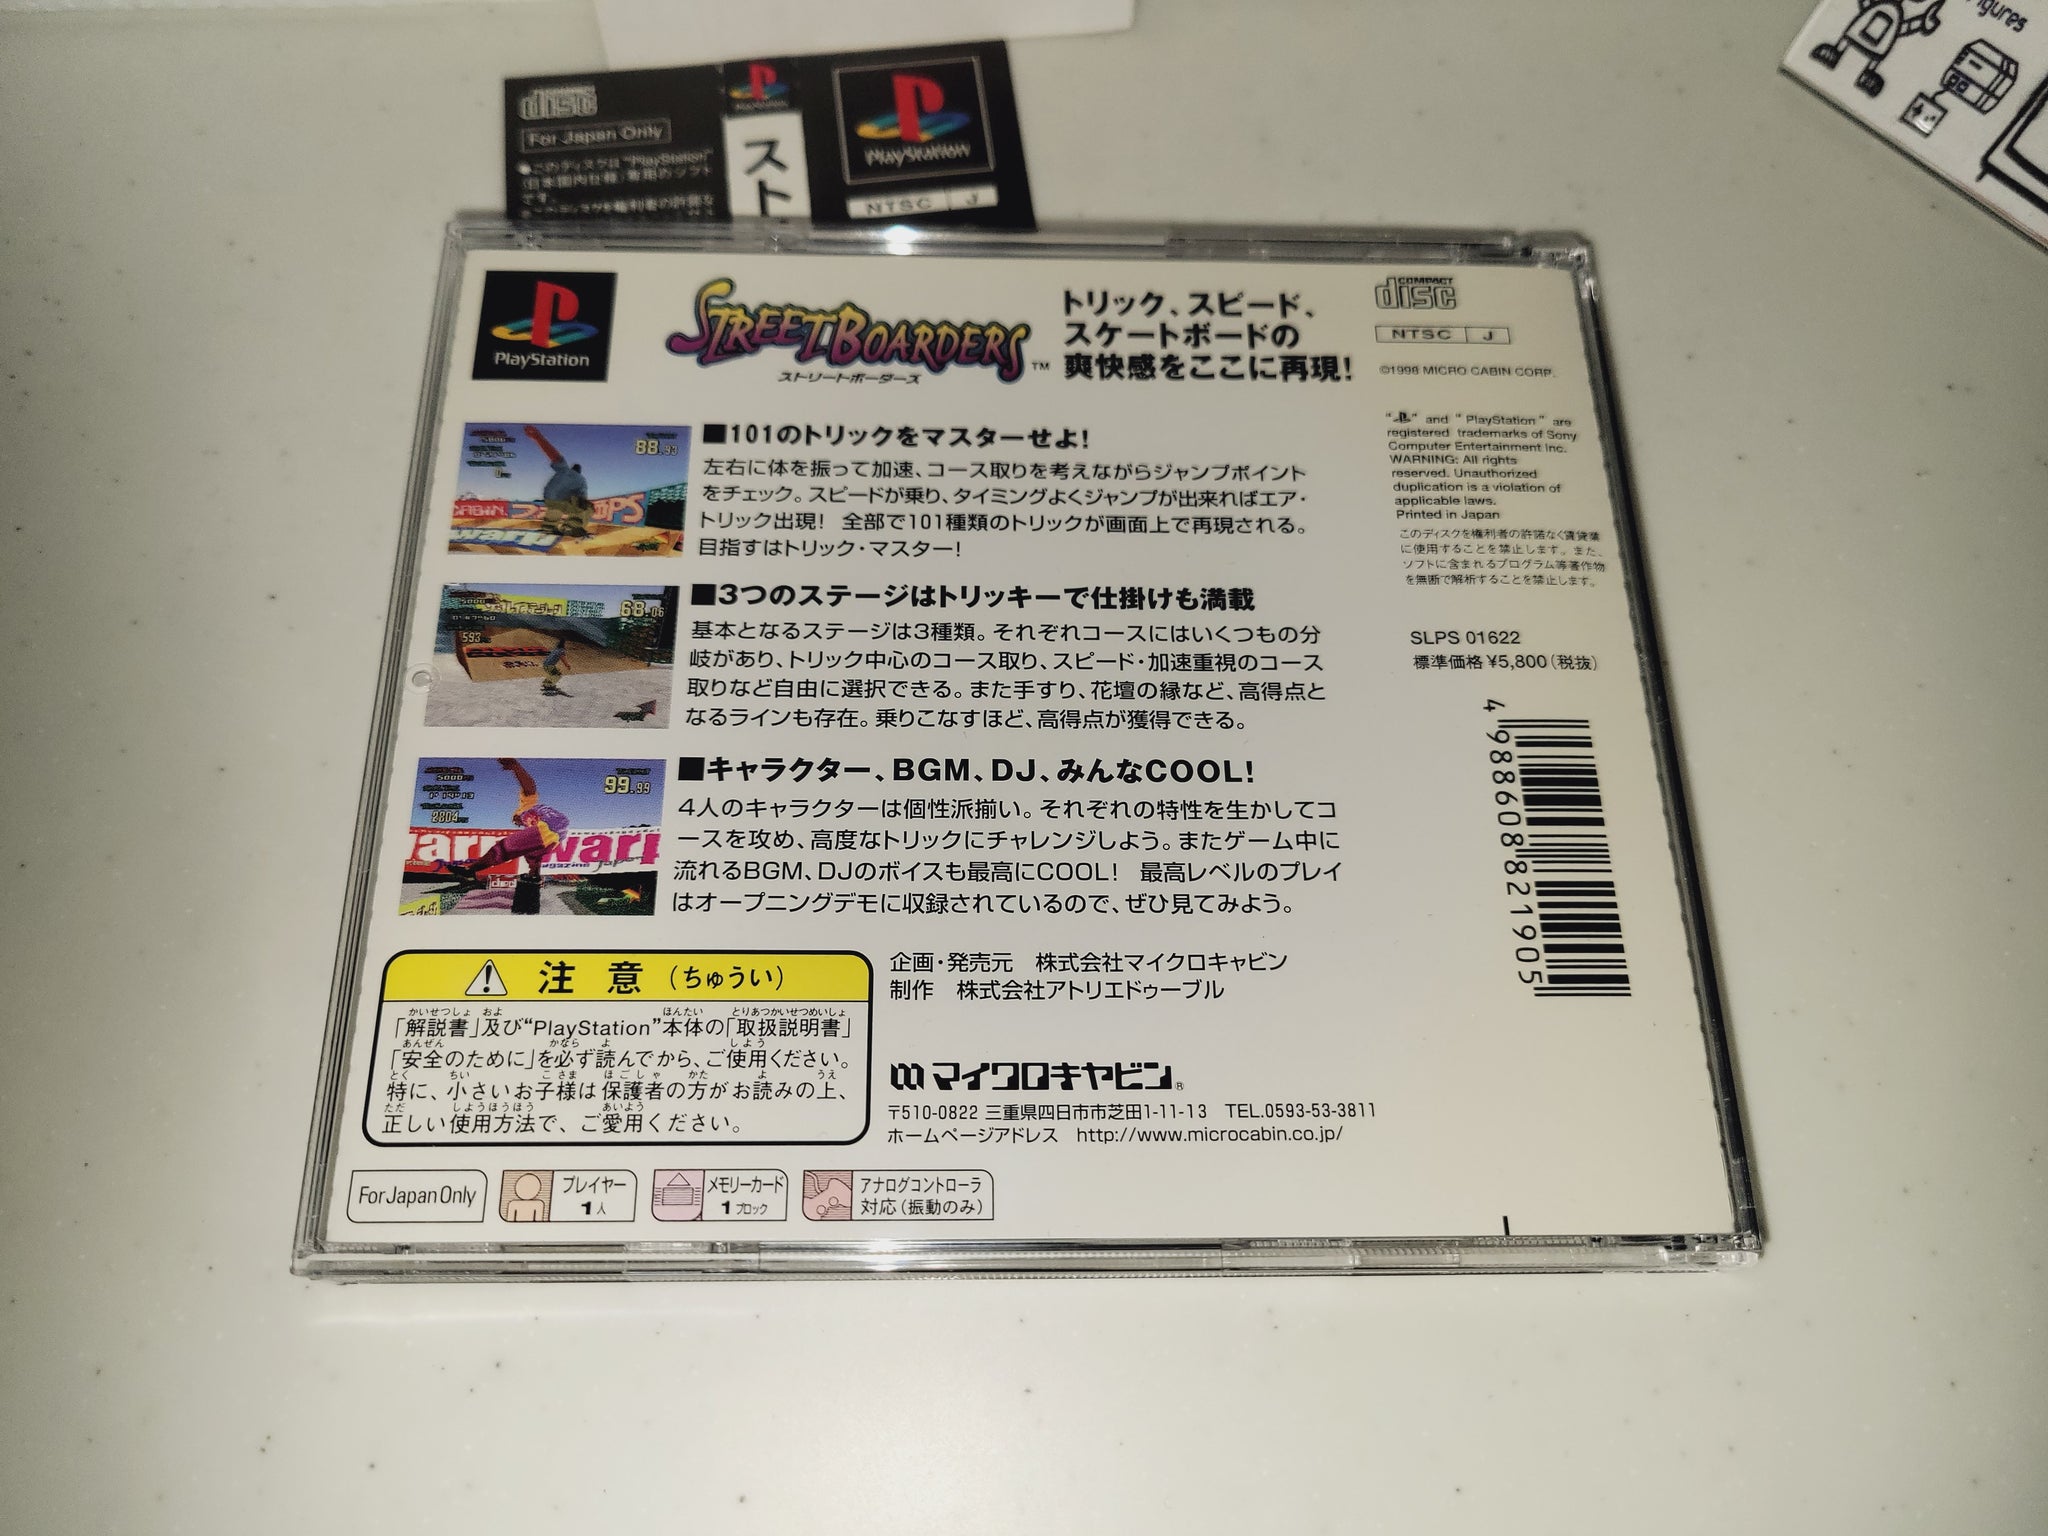 Figures
COMPACT
disc
For Japan Only
●このディスクは"PlayStation"
スト
PlayStation
PlayStation
NTSC J
PlayStation
STREET BOARDERS™
ストリートボーダーズ
トリック、スピード、
スケートボードの
爽快感をここに再現!
COMPACT
disc
NTSC J
©1998 MICRO CABIN CORP.
■101のトリックをマスターせよ!
左右に体を振って加速、コース取りを考えながらジャンプポイント
をチェック。スピードが乗り、タイミングよくジャンプが出来ればエア・
トリック出現! 全部で101種類のトリックが画面上で再現される。
目指すはトリック・マスター!
88.93
warp
■3つのステージはトリッキーで仕掛けも満載
基本となるステージは3種類。それぞれコースにはいくつもの分
岐があり、トリック中心のコース取り、スピード・加速重視のコース
取りなど自由に選択できる。また手すり、花壇の縁など、高得点と
なるラインも存在。乗りこなすほど、高得点が獲得できる。
68.06
593
■キャラクター、BGM、DJ、みんなCOOL!
4人のキャラクターは個性派揃い。それぞれの特性を生かしてコ
ースを攻め、高度なトリックにチャレンジしよう。またゲーム中に
流れるBGM、DJのボイスも最高にCOOL! 最高レベルのプレイ
はオープニングデモに収録されているので、ぜひ見てみよう。
5000
99.99
2804
"PS" and "PlayStation" are
registered trademarks of Sony
Computer Entertainment Inc.
WARNING: All rights
reserved. Unauthorized
duplication is a violation of
applicable laws.
Printed in Japan
このディスクを権利者の許諾なく賃貸業
に使用することを禁止します。また、
ソフトに含まれるプログラム等著作物
を無断で解析することを禁止します。
SLPS 01622
標準価格 ¥5,800(税抜)
4 988608 821905
注 意 (ちゅうい)
「解説書」及び"PlayStation"本体の「取扱説明書」
「安全のために」を必ず読んでから、ご使用ください。
特に、小さいお子様は保護者の方がお読みの上、
正しい使用方法で、ご愛用ください。
企画・発売元 株式会社マイクロキャビン
制作 株式会社アトリエドゥーブル
マイクロキャビン®
〒510-0822 三重県四日市市芝田1-11-13 TEL.0593-53-3811
ホームページアドレス http://www.microcabin.co.jp/
For Japan Only
プレイヤー
1人
メモリーカード
1ブロック
アナログコントローラ
対応(振動のみ)